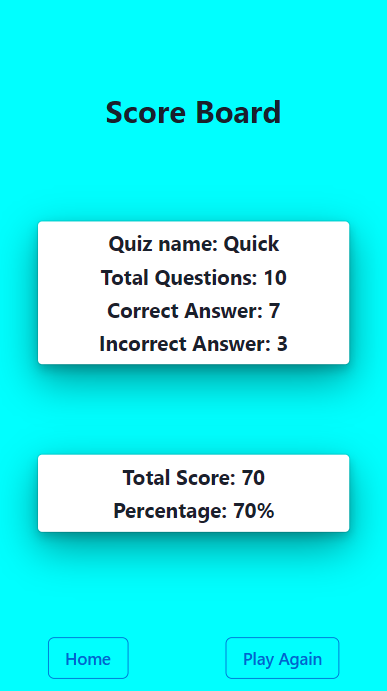 Score Board
Quiz name: Quick
Total Questions: 10
Correct Answer: 7
Incorrect Answer: 3
Total Score: 70
Percentage: 70%
Home
Play Again